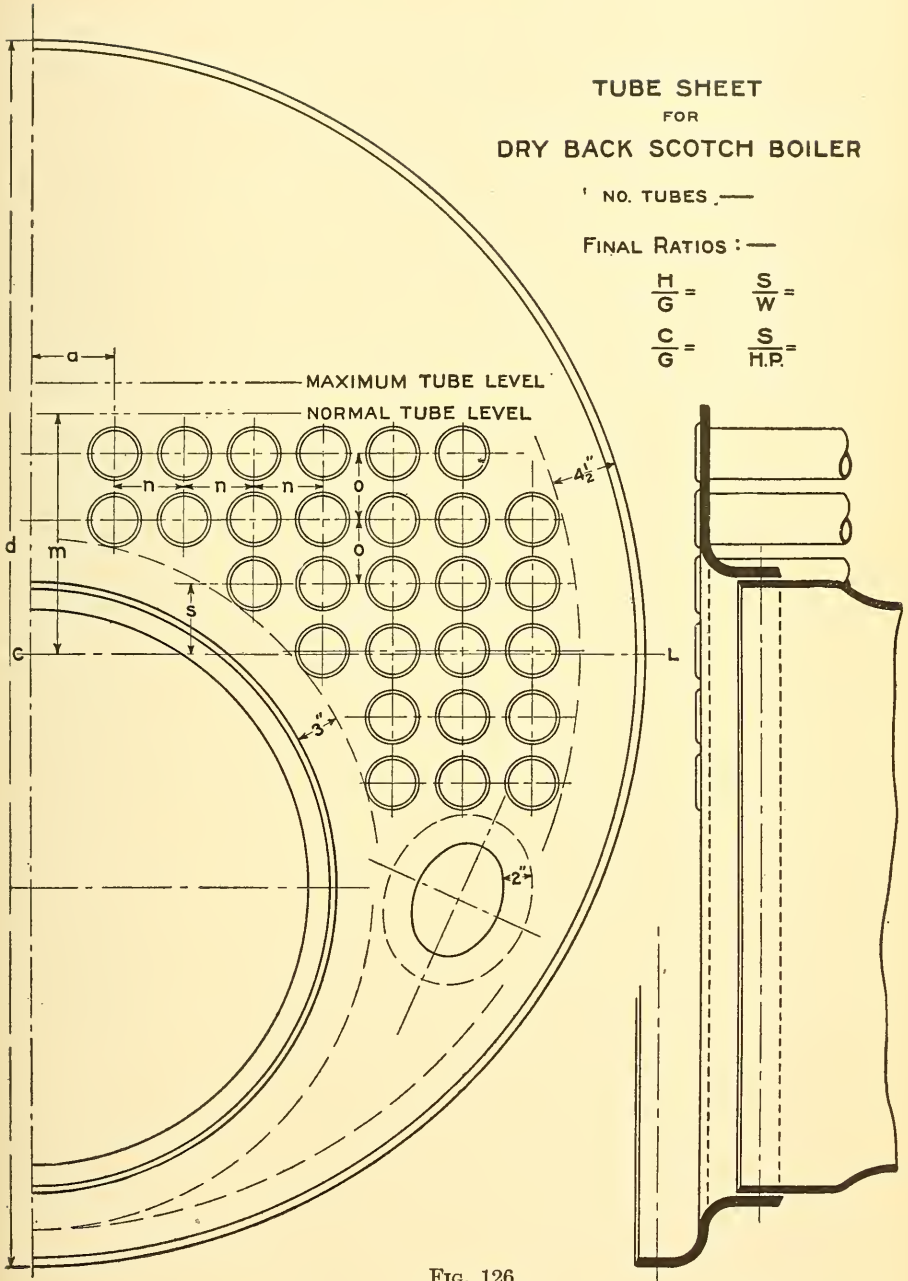 TUBE SHEET
FOR
DRY BACK SCOTCH BOILER
NO. TUBES.—
FINAL RATIOS:—
H/G= S/W=
C/G= S/H.P.=
a
MAXIMUM TUBE LEVEL
NORMAL TUBE LEVEL
4½"
n n n o
d m o
s
C L
3"
2"
FIG. 126